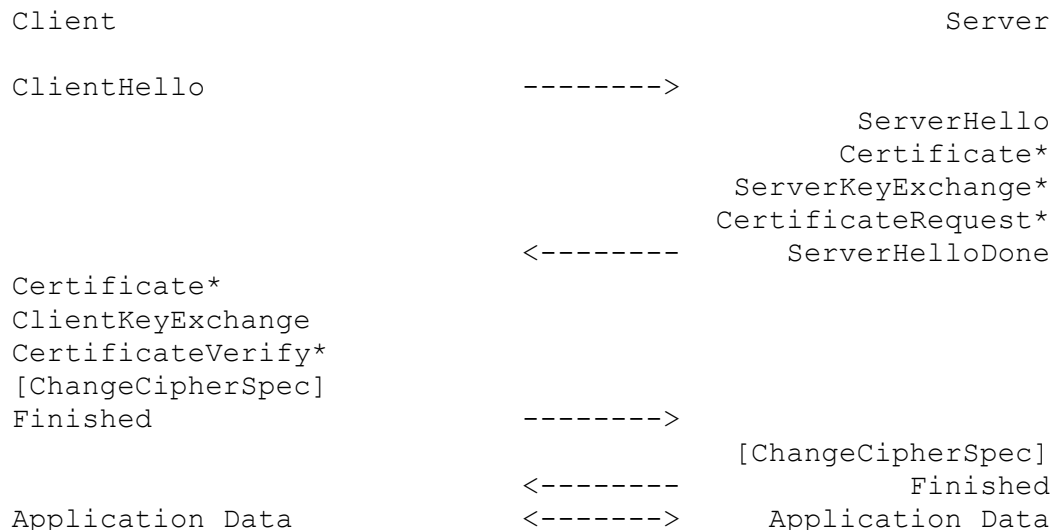 Client                                               Server

ClientHello                  -------->
                                                ServerHello
                                               Certificate*
                                         ServerKeyExchange*
                                        CertificateRequest*
                             <--------      ServerHelloDone
Certificate*
ClientKeyExchange
CertificateVerify*
[ChangeCipherSpec]
Finished                     -------->
                                         [ChangeCipherSpec]
                             <--------             Finished
Application Data             <------->     Application Data